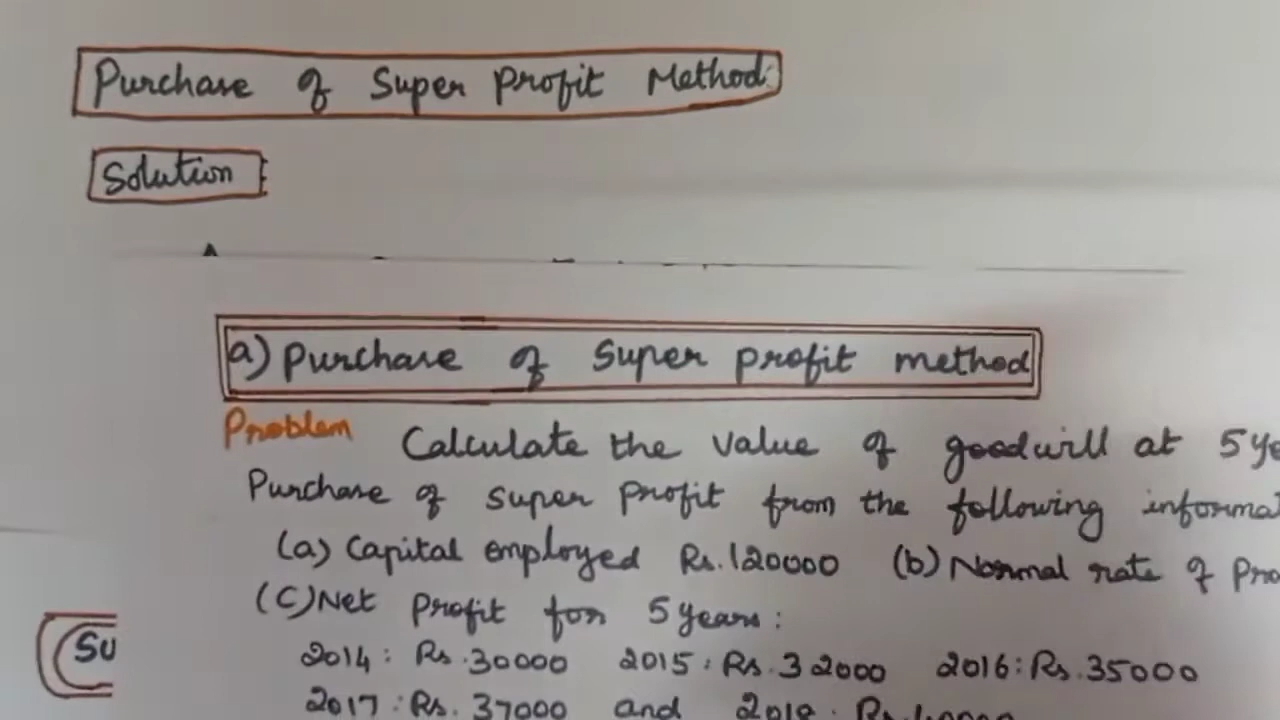 Purchase of Super Profit Method:
Solution
a) Purchase of Super profit method
Problem Calculate the value of goodwill at 5
Purchase of super profit from the following
(a) Capital employed Rs.120000 (b) Normal rate of
(C) Net Profit for 5 years:
2014: Rs.30000 2015: Rs.32000 2016: Rs.35000
2017: Rs. 37000 and
SU